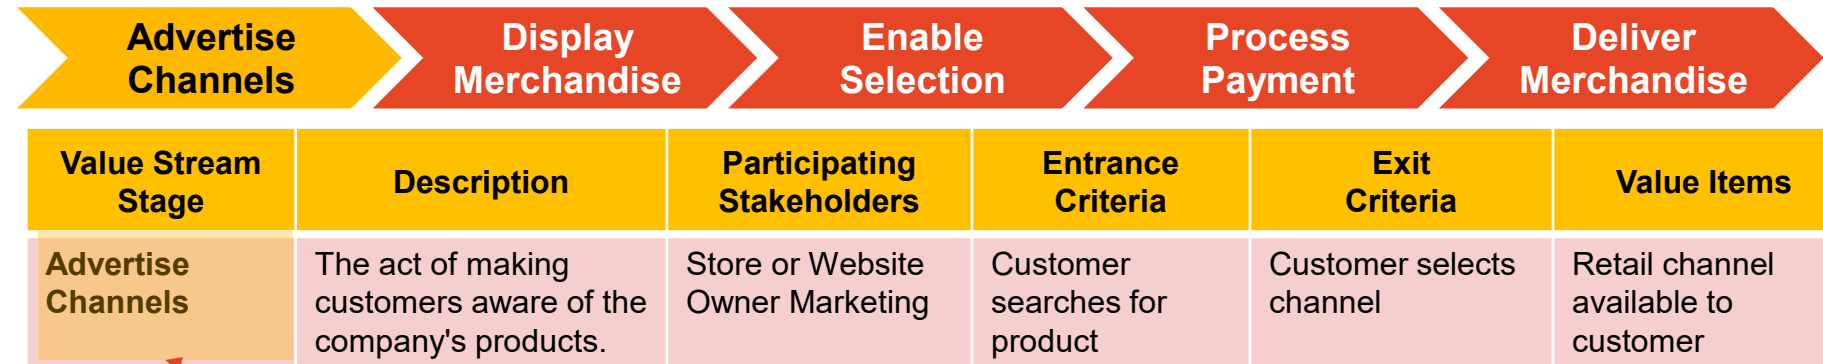 Advertise
Channels
Display
Merchandise
Enable
Selection
Process
Payment
Deliver
Merchandise
Value Stream
Stage
Description
Participating
Stakeholders
Entrance
Criteria
Exit
Criteria
Value Items
Advertise
Channels
The act of making
customers aware of the
company's products.
Store or Website
Owner Marketing
Customer
searches for
product
Customer selects
channel
Retail channel
available to
customer